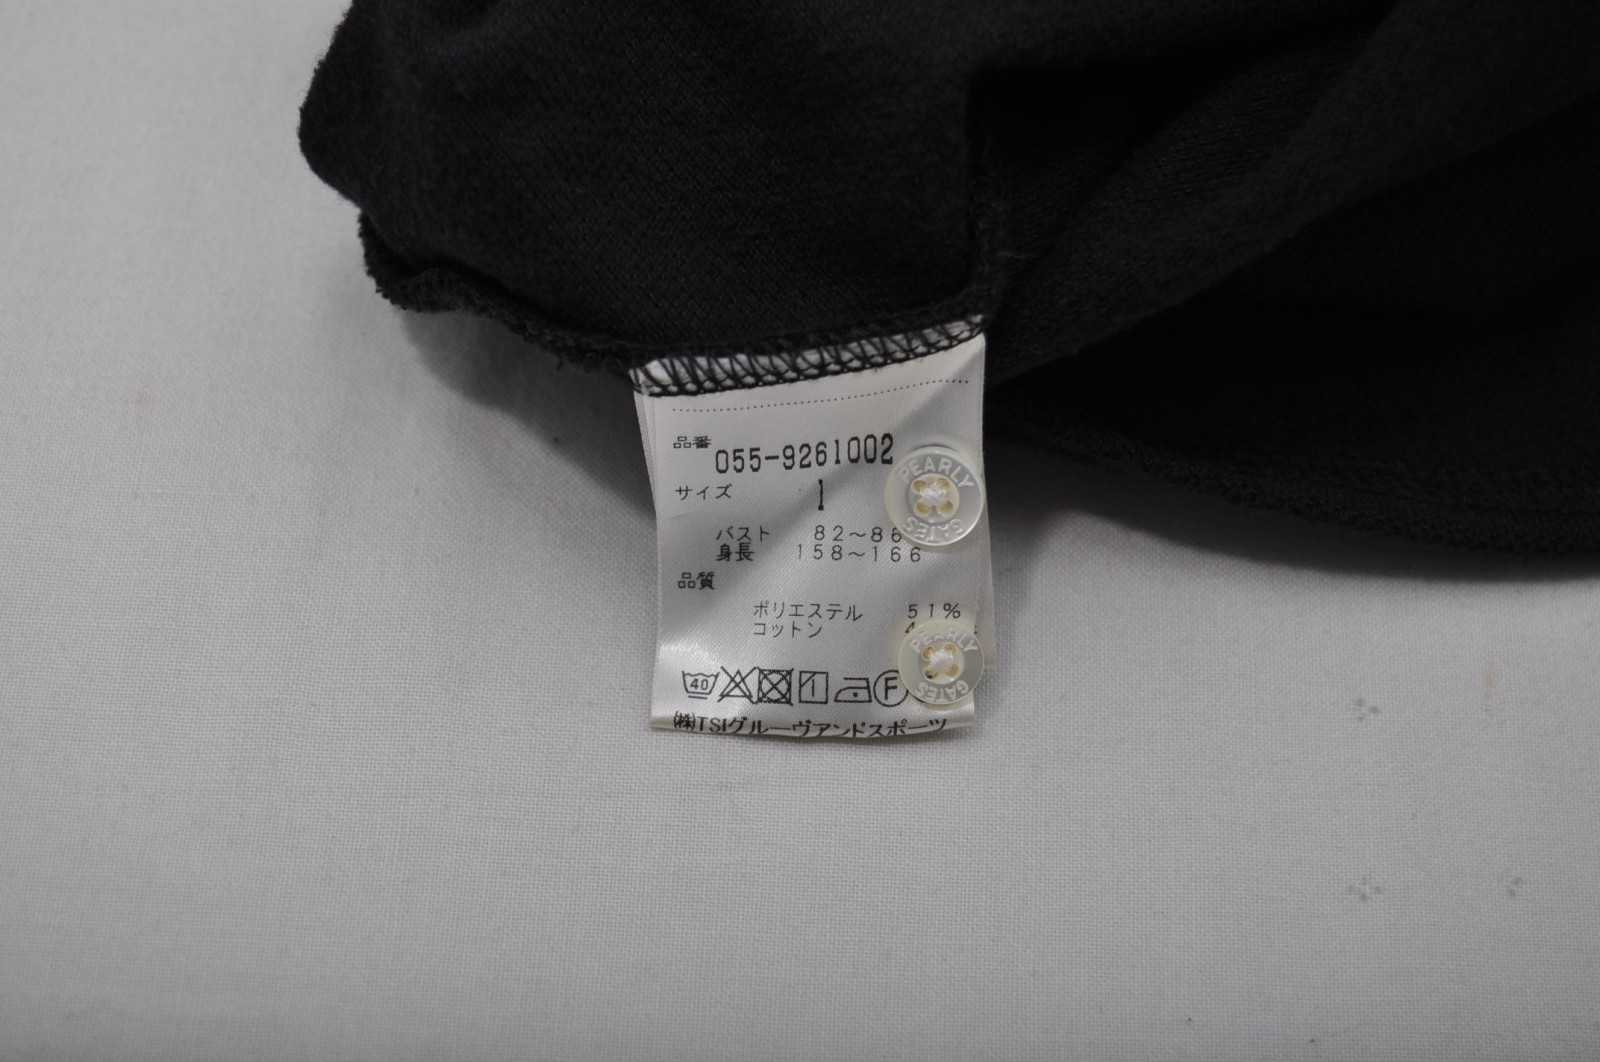 品番 055-9261002
サイズ 1
PEARLY GATES
バスト 82～86
身長 158～166
品質
ポリエステル 51%
コットン
PEARLY GATES
40 F
㈱TSIグルーヴアンドスポーツ